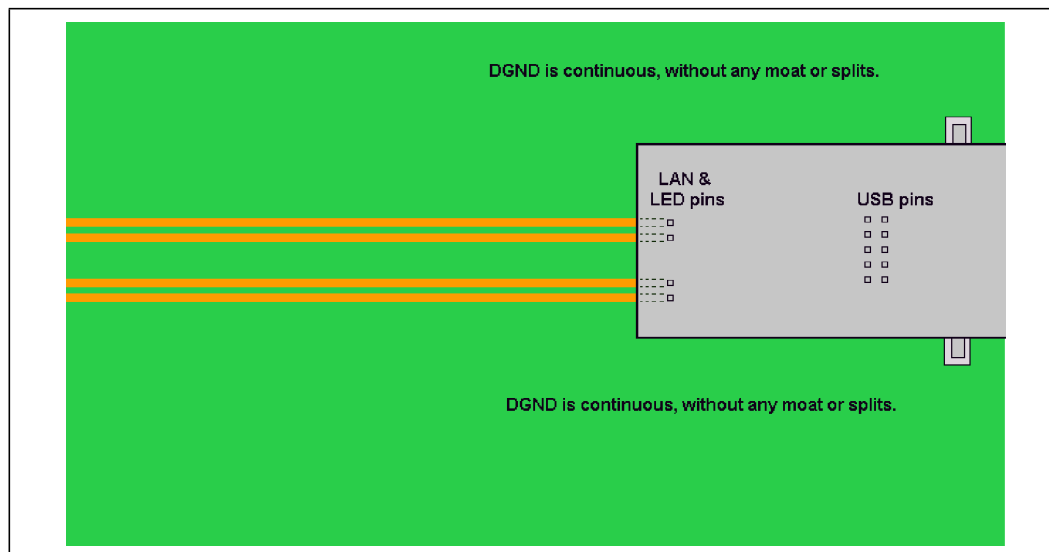 DGND is continuous, without any moat or splits.
LAN &
LED pins
USB pins
DGND is continuous, without any moat or splits.